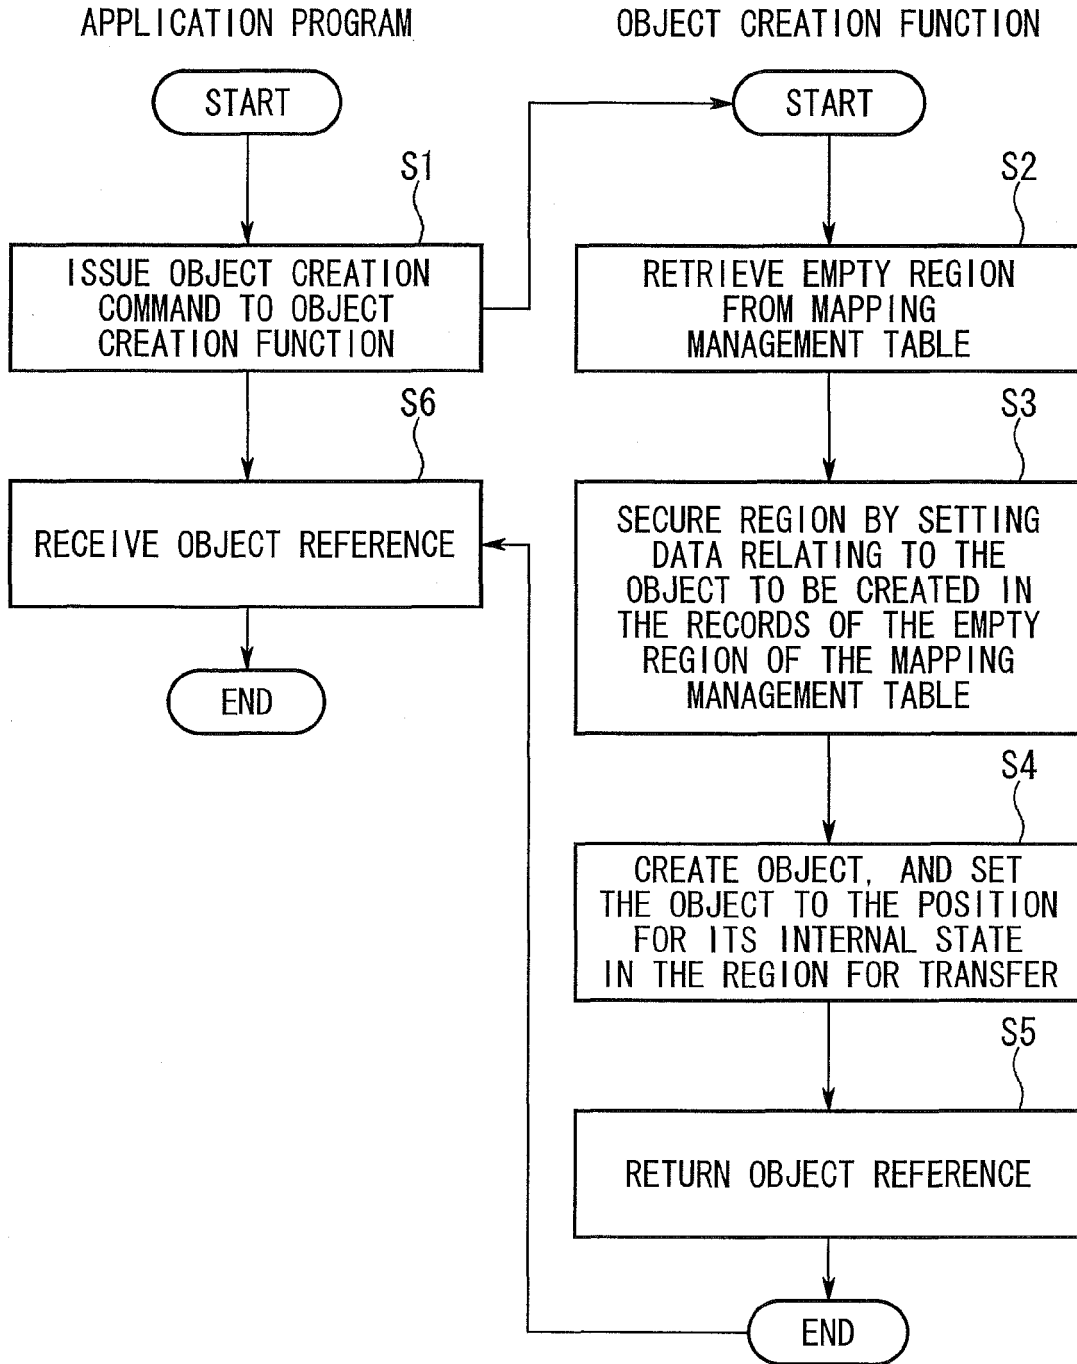 APPLICATION PROGRAM
START
S1
ISSUE OBJECT CREATION
COMMAND TO OBJECT
CREATION FUNCTION
S6
RECEIVE OBJECT REFERENCE
END
OBJECT CREATION FUNCTION
START
S2
RETRIEVE EMPTY REGION
FROM MAPPING
MANAGEMENT TABLE
S3
SECURE REGION BY SETTING
DATA RELATING TO THE
OBJECT TO BE CREATED IN
THE RECORDS OF THE EMPTY
REGION OF THE MAPPING
MANAGEMENT TABLE
S4
CREATE OBJECT, AND SET
THE OBJECT TO THE POSITION
FOR ITS INTERNAL STATE
IN THE REGION FOR TRANSFER
S5
RETURN OBJECT REFERENCE
END